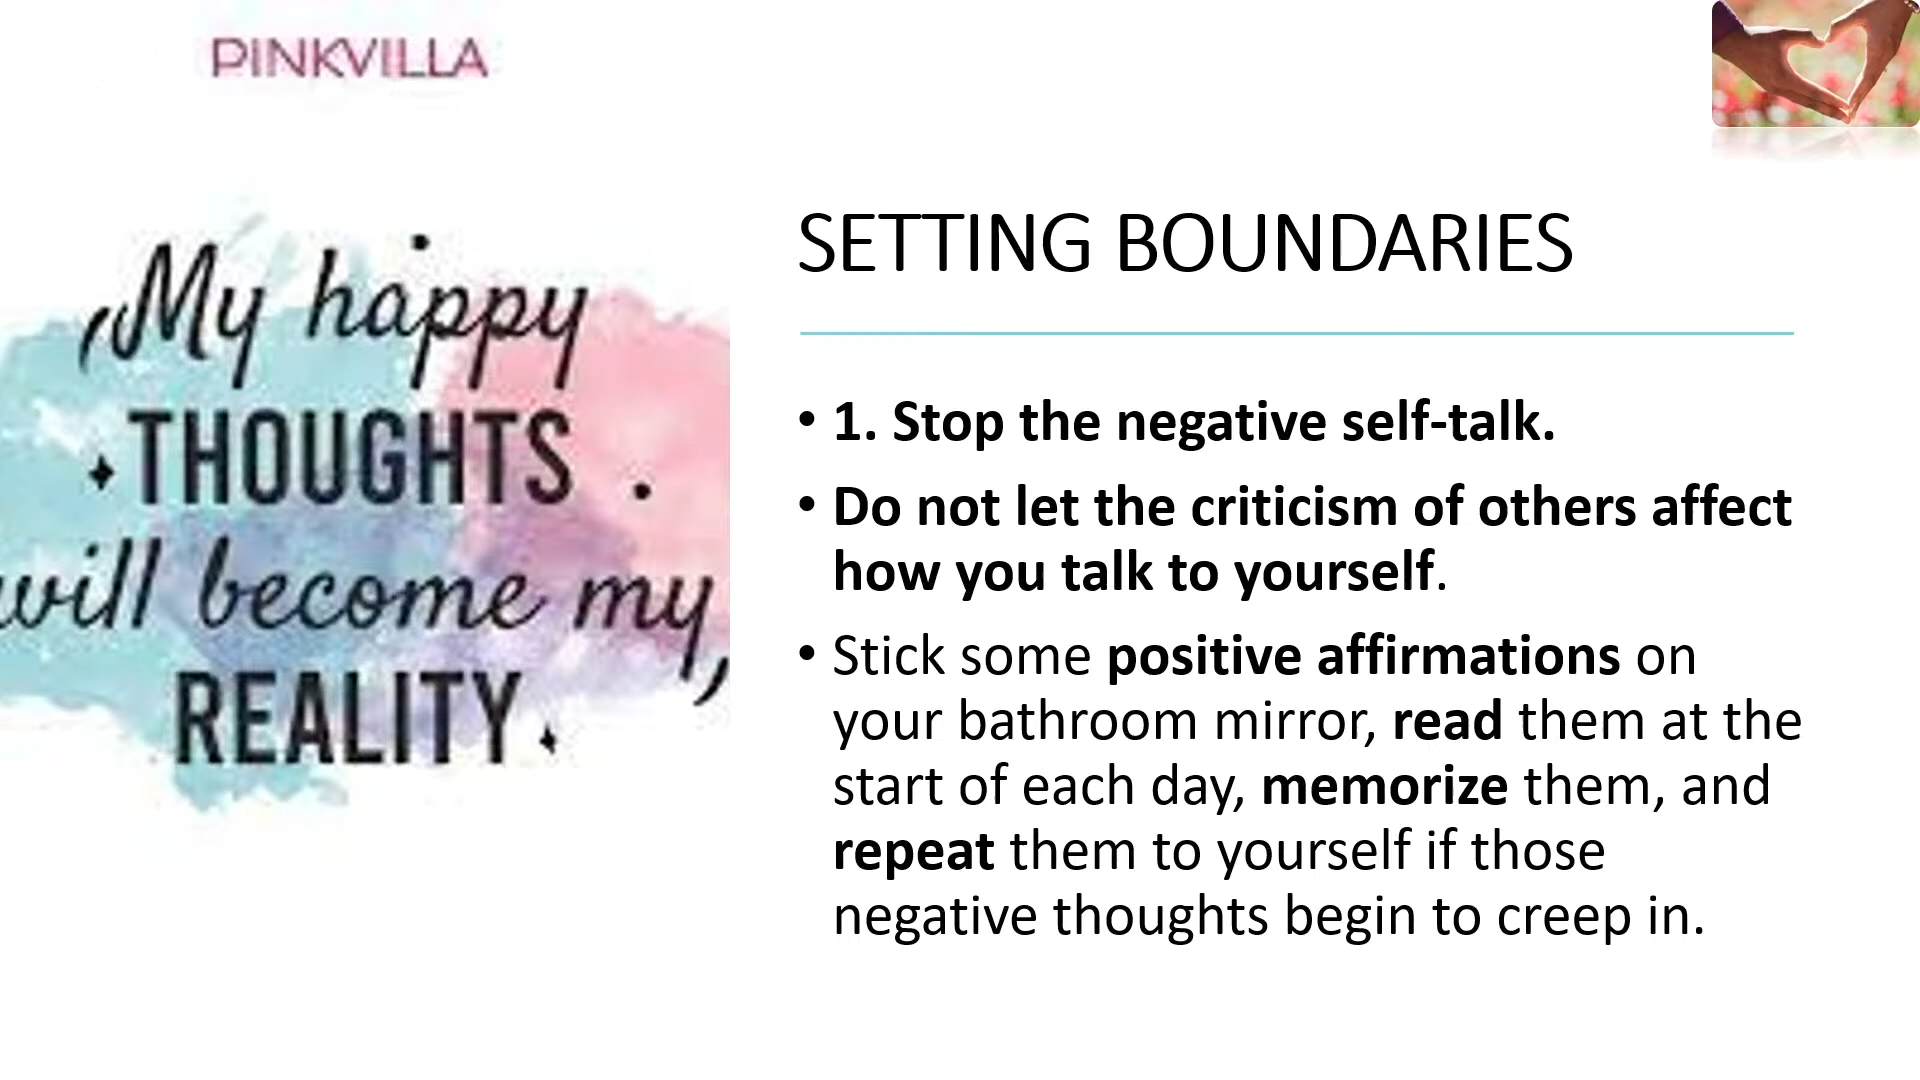 PINKVILLA
My happy
THOUGHTS
will become my
REALITY
SETTING BOUNDARIES
• 1. Stop the negative self-talk.
• Do not let the criticism of others affect
how you talk to yourself.
• Stick some positive affirmations on
your bathroom mirror, read them at the
start of each day, memorize them, and
repeat them to yourself if those
negative thoughts begin to creep in.